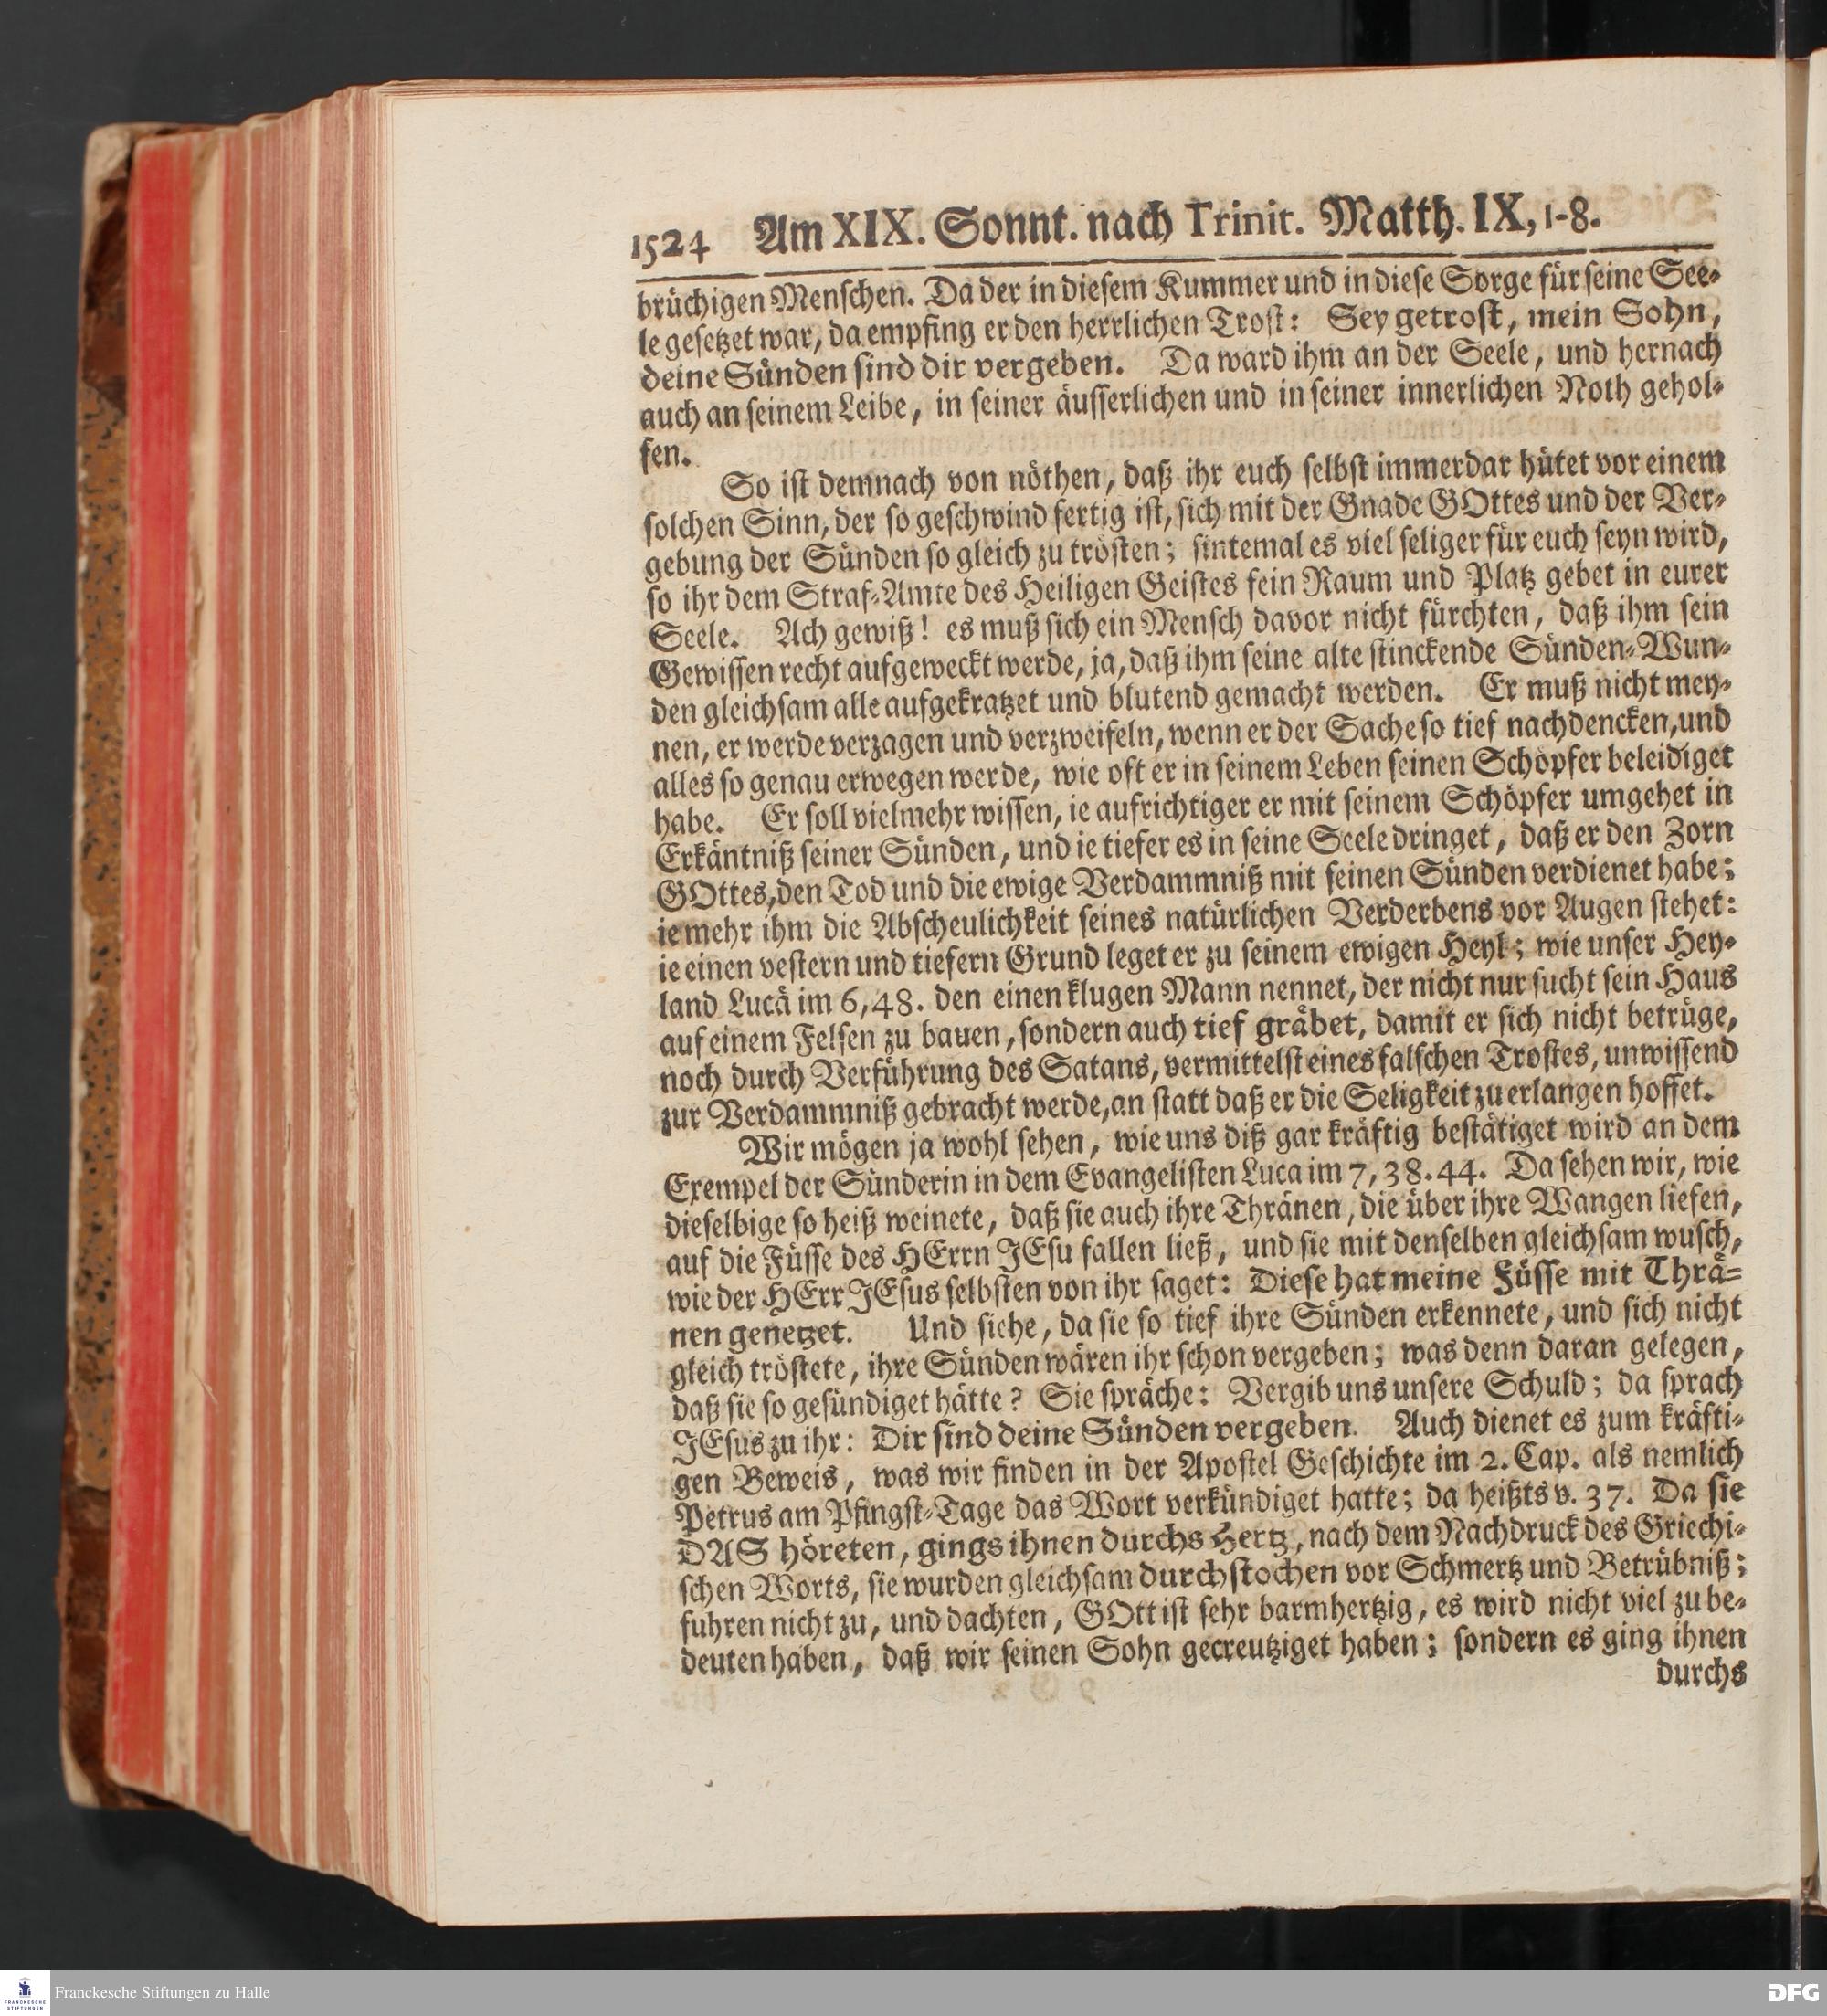 1524 Am XIX. Sonnt. nach Trinit. Matth. IX, 1-8.
brüchigen Menschen. Da der in diesem Kummer und in diese Sorge für seine See-
le gesetzet war, da empfing er den herrlichen Trost: Sey getrost, mein Sohn,
deine Sünden sind dir vergeben. Da ward ihm an der Seele, und hernach
auch an seinem Leibe, in seiner äusserlichen und in seiner innerlichen Noth gehol-
fen.
So ist demnach von nöthen, daß ihr euch selbst immerdar hütet vor einem
solchen Sinn, der so geschwind fertig ist, sich mit der Gnade GOttes und der Ver-
gebung der Sünden so gleich zu trösten; sintemal es viel seliger für euch seyn wird,
so ihr dem Straf-Amte des Heiligen Geistes fein Raum und Platz gebet in eurer
Seele. Ach gewiß! es muß sich ein Mensch davor nicht fürchten, daß ihm sein
Gewissen recht aufgeweckt werde, ja, daß ihm seine alte stinckende Sünden-Wun-
den gleichsam alle aufgekratzet und blutend gemacht werden. Er muß nicht mey-
nen, er werde verzagen und verzweifeln, wenn er der Sache so tief nachdencken, und
alles so genau erwegen werde, wie oft er in seinem Leben seinen Schöpfer beleidiget
habe. Er soll vielmehr wissen, ie aufrichtiger er mit seinem Schöpfer umgehet in
Erkäntniß seiner Sünden, und ie tiefer es in seine Seele dringet, daß er den Zorn
GOttes, den Tod und die ewige Verdammniß mit seinen Sünden verdienet habe;
ie mehr ihm die Abscheulichkeit seines natürlichen Verderbens vor Augen stehet:
ie einen vestern und tiefern Grund leget er zu seinem ewigen Heyl; wie unser Hey-
land Lucä im 6, 48. den einen klugen Mann nennet, der nicht nur sucht sein Haus
auf einem Felsen zu bauen, sondern auch tief gräbet, damit er sich nicht betrüge,
noch durch Verführung des Satans, vermittelst eines falschen Trostes, unwissend
zur Verdammniß gebracht werde, an statt daß er die Seligkeit zu erlangen hoffet.
Wir mögen ja wohl sehen, wie uns diß gar kräftig bestätiget wird an dem
Exempel der Sünderin in dem Evangelisten Luca im 7, 38. 44. Da sehen wir, wie
dieselbige so heiß weinete, daß sie auch ihre Thränen, die über ihre Wangen liefen,
auf die Füsse des HErrn JEsu fallen ließ, und sie mit denselben gleichsam wusch,
wie der HErr JEsus selbsten von ihr saget: Diese hat meine Füsse mit Thrä-
nen genetzet. Und siehe, da sie so tief ihre Sünden erkennete, und sich nicht
gleich tröstete, ihre Sünden wären ihr schon vergeben; was denn daran gelegen,
daß sie so gesündiget hätte? Sie spräche: Vergib uns unsere Schuld; da sprach
JEsus zu ihr: Dir sind deine Sünden vergeben. Auch dienet es zum kräfti-
gen Beweis, was wir finden in der Apostel Geschichte im 2. Cap. als nemlich
Petrus am Pfingst-Tage das Wort verkündiget hatte; da heißts v. 37. Da sie
DAS höreten, gings ihnen durchs Hertz, nach dem Nachdruck des Griechi-
schen Worts, sie wurden gleichsam durchstochen vor Schmertz und Betrübniß;
fuhren nicht zu, und dachten, GOtt ist sehr barmhertzig, es wird nicht viel zu be-
deuten haben, daß wir seinen Sohn gecreutziget haben; sondern es ging ihnen
durchs
FRANCKESCHE
STIFTUNGEN
Franckesche Stiftungen zu Halle
DFG